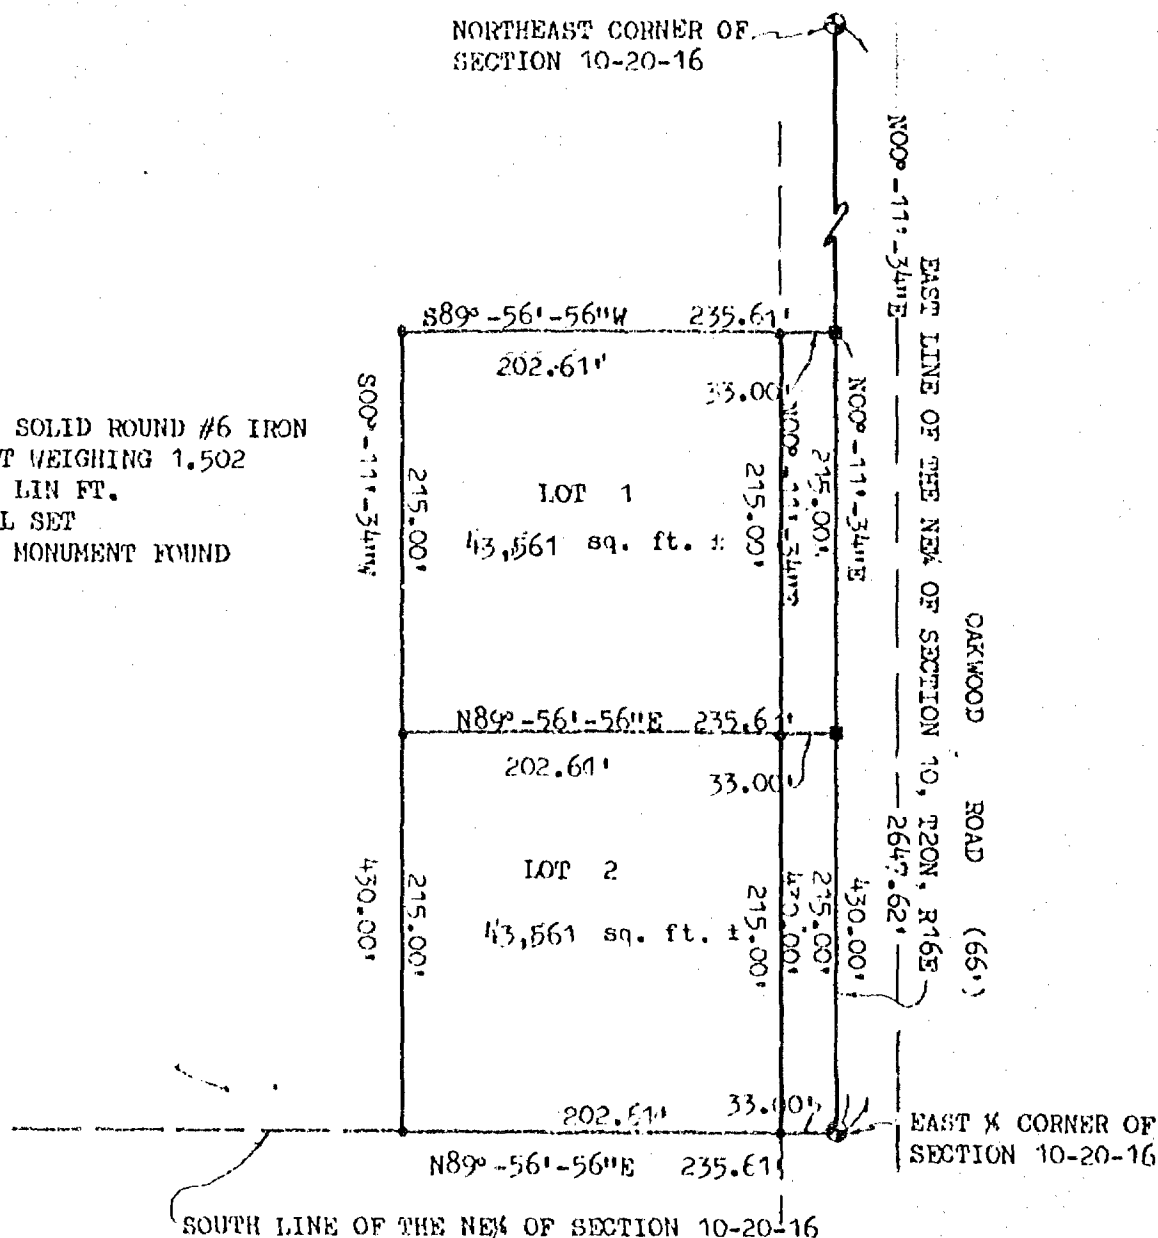 NORTHEAST CORNER OF
SECTION 10-20-16
N00°-11'-34"E
2647.62'
EAST LINE OF THE NE¼ OF SECTION 10, T20N, R16E
OAKWOOD ROAD (66')
S89°-56'-56"W 235.61'
202.61'
33.00'
S00°-11'-34"W
215.00'
LOT 1
43,561 sq. ft. ±
215.00'
N00°-11'-34"E
215.00'
N00°-11'-34"E
SOLID ROUND #6 IRON
T WEIGHING 1.502
LIN FT.
L SET
MONUMENT FOUND
N89°-56'-56"E 235.61'
202.61'
33.00'
LOT 2
43,561 sq. ft. ±
430.00'
215.00'
215.00'
430.00'
215.00'
430.00'
202.61'
33.00'
EAST ¼ CORNER OF
SECTION 10-20-16
N89°-56'-56"E 235.61'
SOUTH LINE OF THE NE¼ OF SECTION 10-20-16